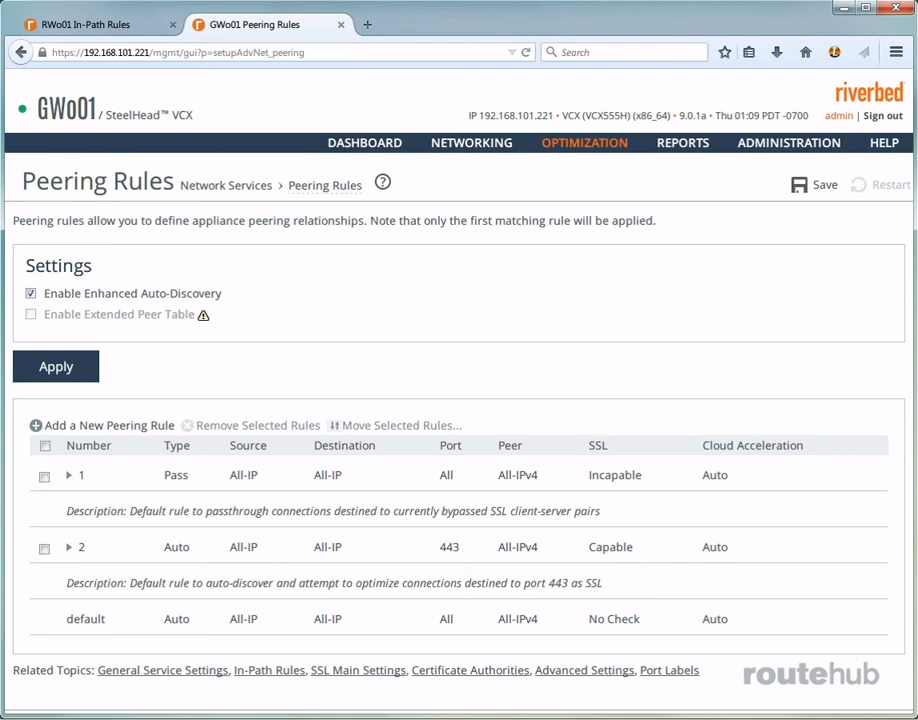 RWo01 In-Path Rules
GWo01 Peering Rules
https://192.168.101.221/mgmt/gui?p=setupAdvNet_peering
Search
riverbed
GWo01 / SteelHead™ VCX
IP 192.168.101.221 • VCX (VCX555H) (x86_64) • 9.0.1a • Thu 01:09 PDT -0700
admin | Sign out
DASHBOARD NETWORKING OPTIMIZATION REPORTS ADMINISTRATION HELP
Peering Rules Network Services › Peering Rules ?
Save Restart
Peering rules allow you to define appliance peering relationships. Note that only the first matching rule will be applied.
Settings
Enable Enhanced Auto-Discovery
Enable Extended Peer Table
Apply
Add a New Peering Rule Remove Selected Rules Move Selected Rules...
Number Type Source Destination Port Peer SSL Cloud Acceleration
1 Pass All-IP All-IP All All-IPv4 Incapable Auto
Description: Default rule to passthrough connections destined to currently bypassed SSL client-server pairs
2 Auto All-IP All-IP 443 All-IPv4 Capable Auto
Description: Default rule to auto-discover and attempt to optimize connections destined to port 443 as SSL
default Auto All-IP All-IP All All-IPv4 No Check Auto
Related Topics: General Service Settings, In-Path Rules, SSL Main Settings, Certificate Authorities, Advanced Settings, Port Labels
routehub